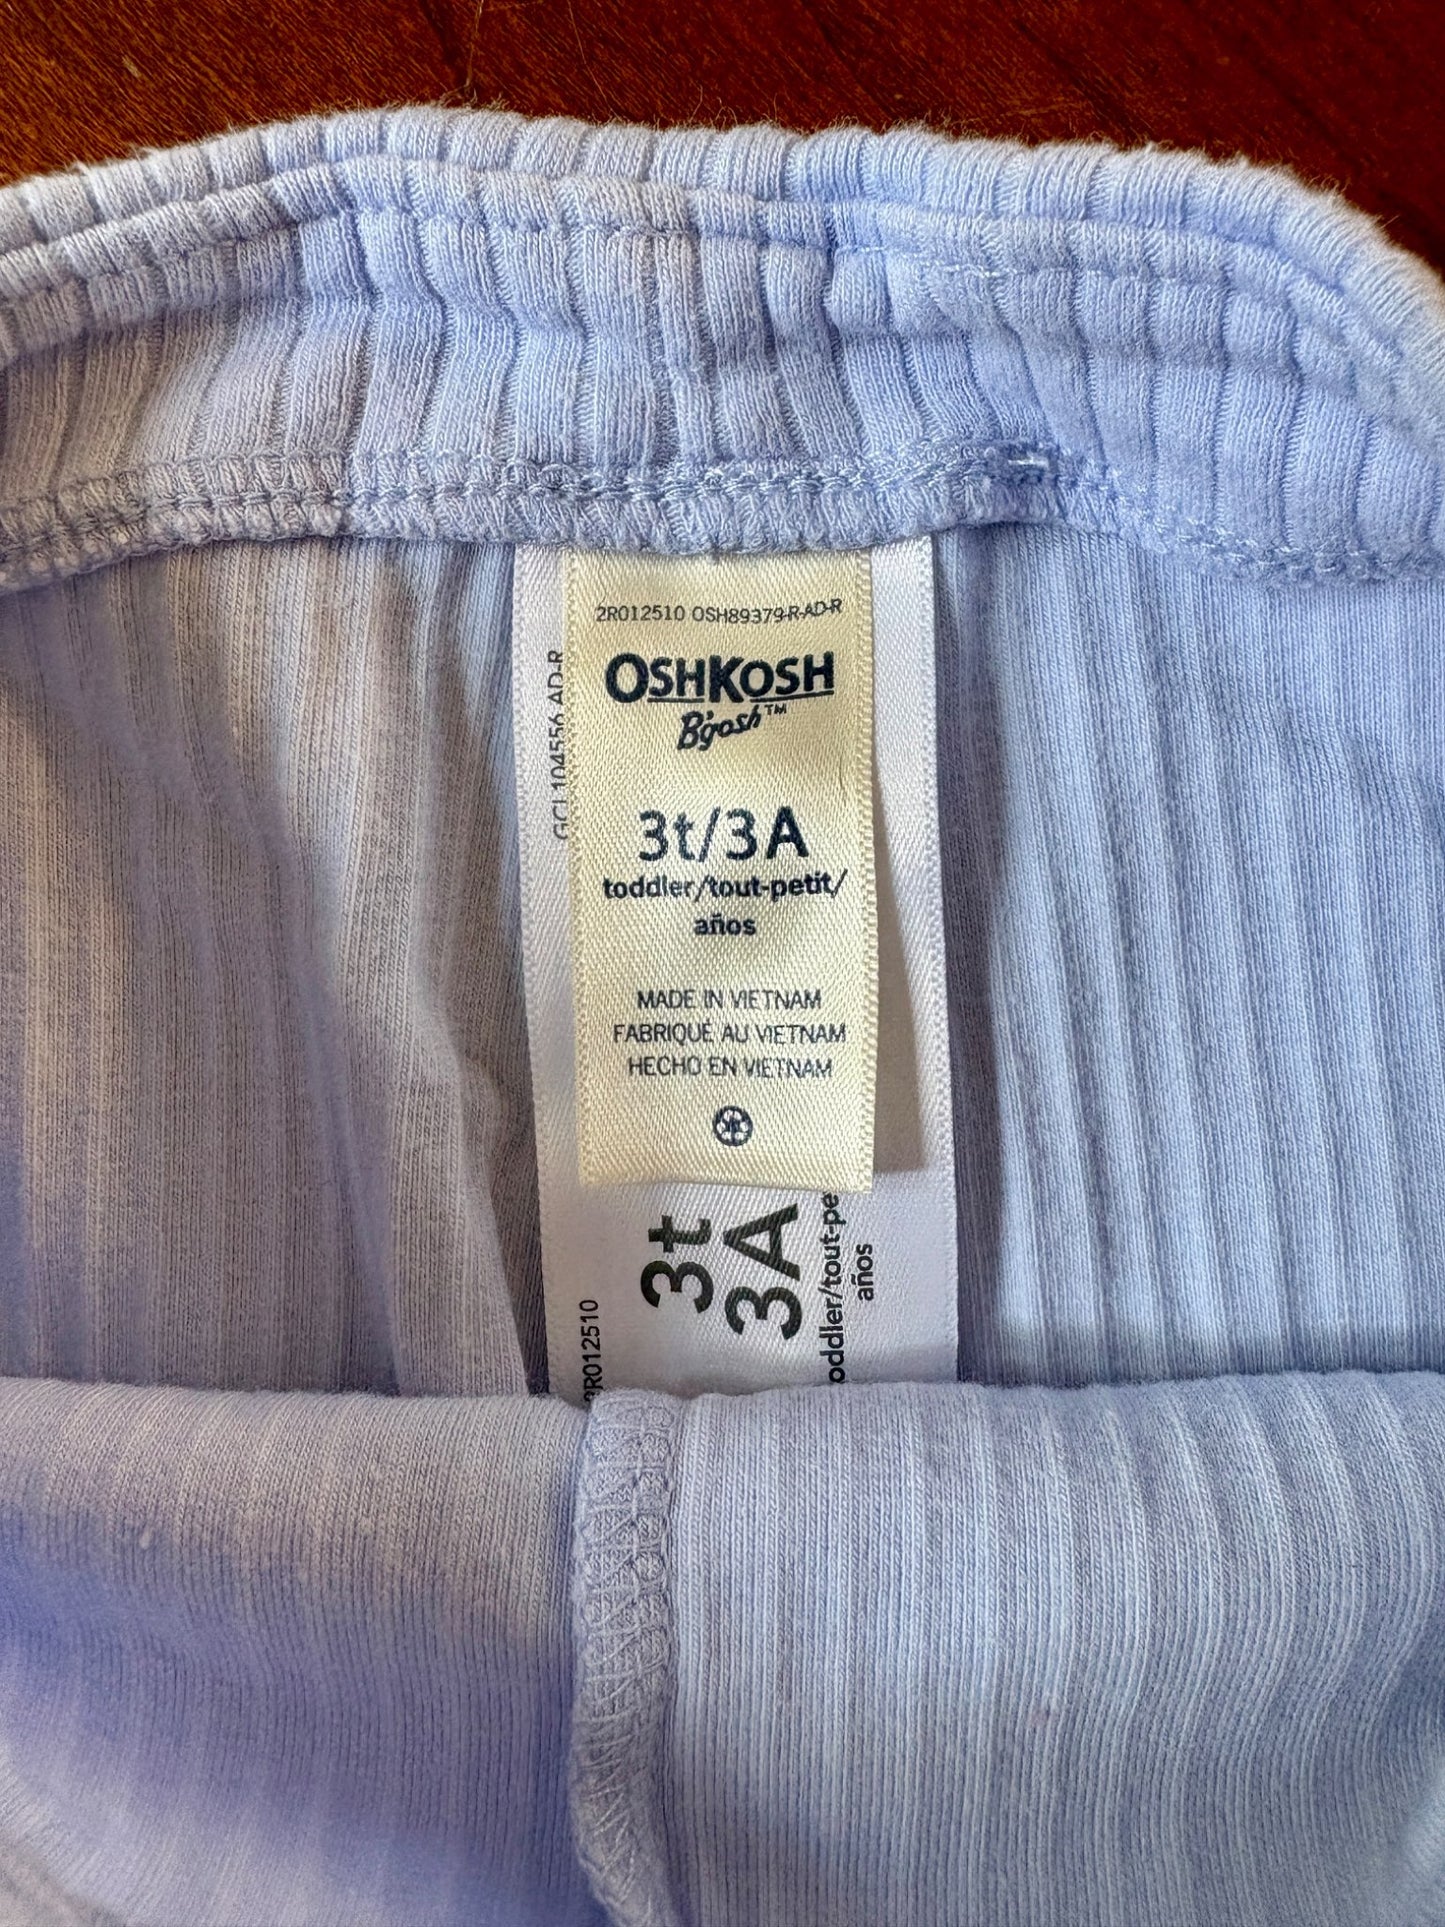 2R012510 OSH89379-R-AD-R
OSHKOSH
B'gosh™
3t/3A
toddler/tout-petit/
años
MADE IN VIETNAM
FABRIQUÉ AU VIETNAM
HECHO EN VIETNAM
GCL104556 AD-R
2R012510
3t
3A
toddler/tout-pe
años